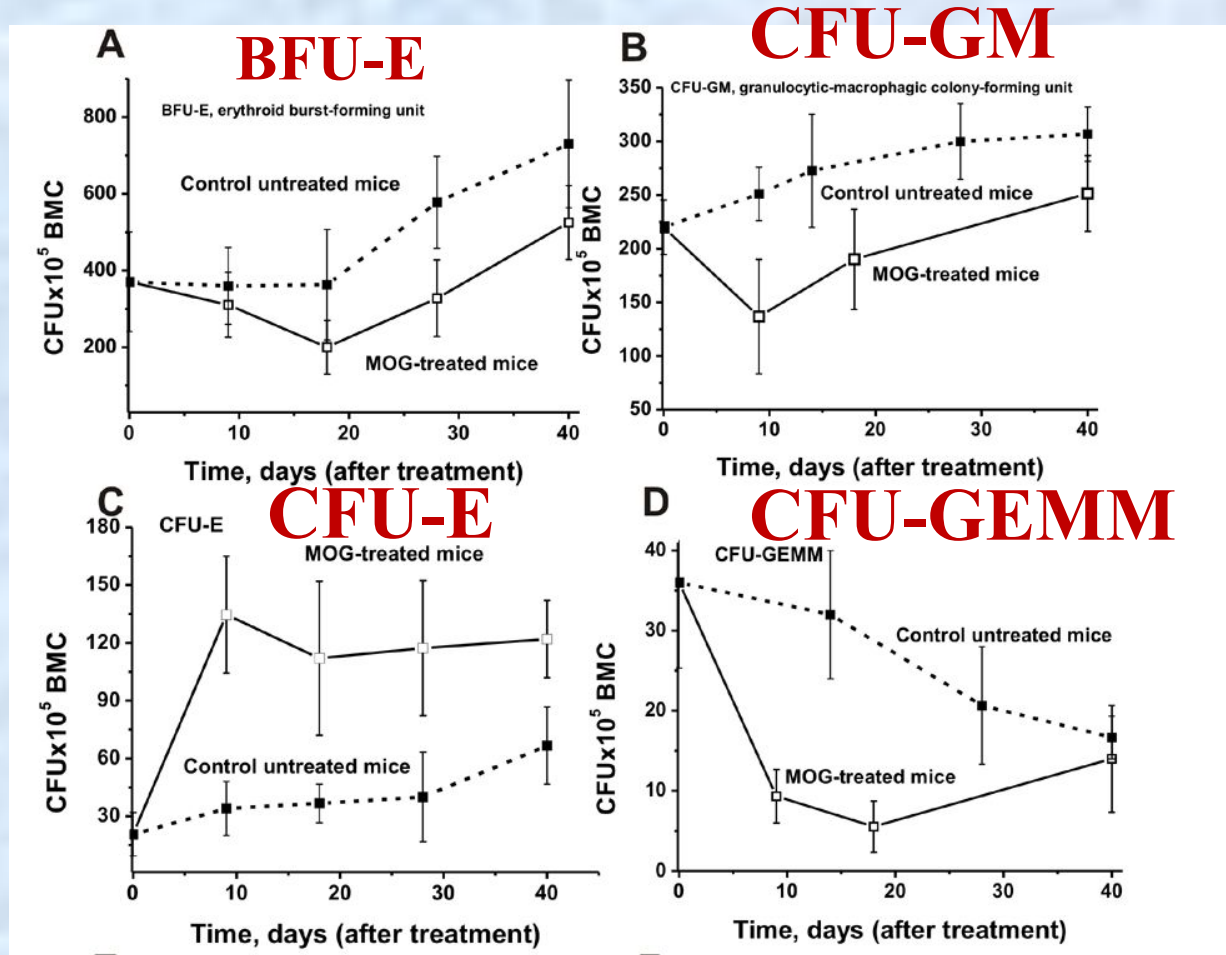 A
BFU-E
BFU-E, erythroid burst-forming unit
Control untreated mice
MOG-treated mice
CFUx10⁵ BMC
800
600
400
200
0 10 20 30 40
Time, days (after treatment)
B
CFU-GM
CFU-GM, granulocytic-macrophagic colony-forming unit
Control untreated mice
MOG-treated mice
CFUx10⁵ BMC
350
300
250
200
150
100
50
0 10 20 30 40
Time, days (after treatment)
C
CFU-E
CFU-E
MOG-treated mice
Control untreated mice
CFUx10⁵ BMC
180
150
120
90
60
30
0 10 20 30 40
Time, days (after treatment)
D
CFU-GEMM
CFU-GEMM
Control untreated mice
MOG-treated mice
CFUx10⁵ BMC
40
30
20
10
0
0 10 20 30 40
Time, days (after treatment)